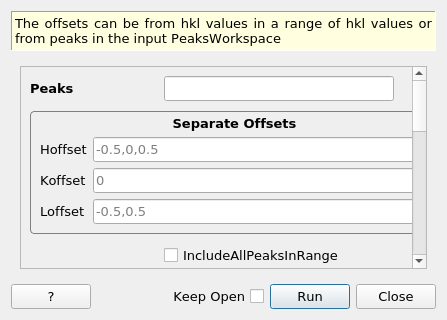 The offsets can be from hkl values in a range of hkl values or
from peaks in the input PeaksWorkspace
Peaks
Separate Offsets
Hoffset -0.5,0,0.5
Koffset 0
Loffset -0.5,0.5
IncludeAllPeaksInRange
? Keep Open Run Close